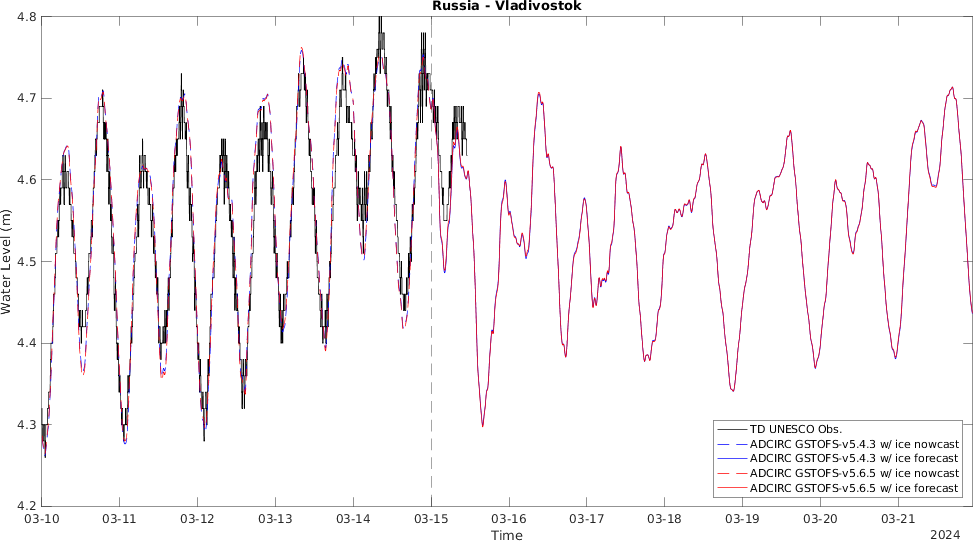 Russia - Vladivostok
4.8
4.7
4.6
4.5
4.4
4.3
4.2
Water Level (m)
03-10 03-11 03-12 03-13 03-14 03-15 03-16 03-17 03-18 03-19 03-20 03-21
Time
2024
TD UNESCO Obs.
ADCIRC GSTOFS-v5.4.3 w/ ice nowcast
ADCIRC GSTOFS-v5.4.3 w/ ice forecast
ADCIRC GSTOFS-v5.6.5 w/ ice nowcast
ADCIRC GSTOFS-v5.6.5 w/ ice forecast